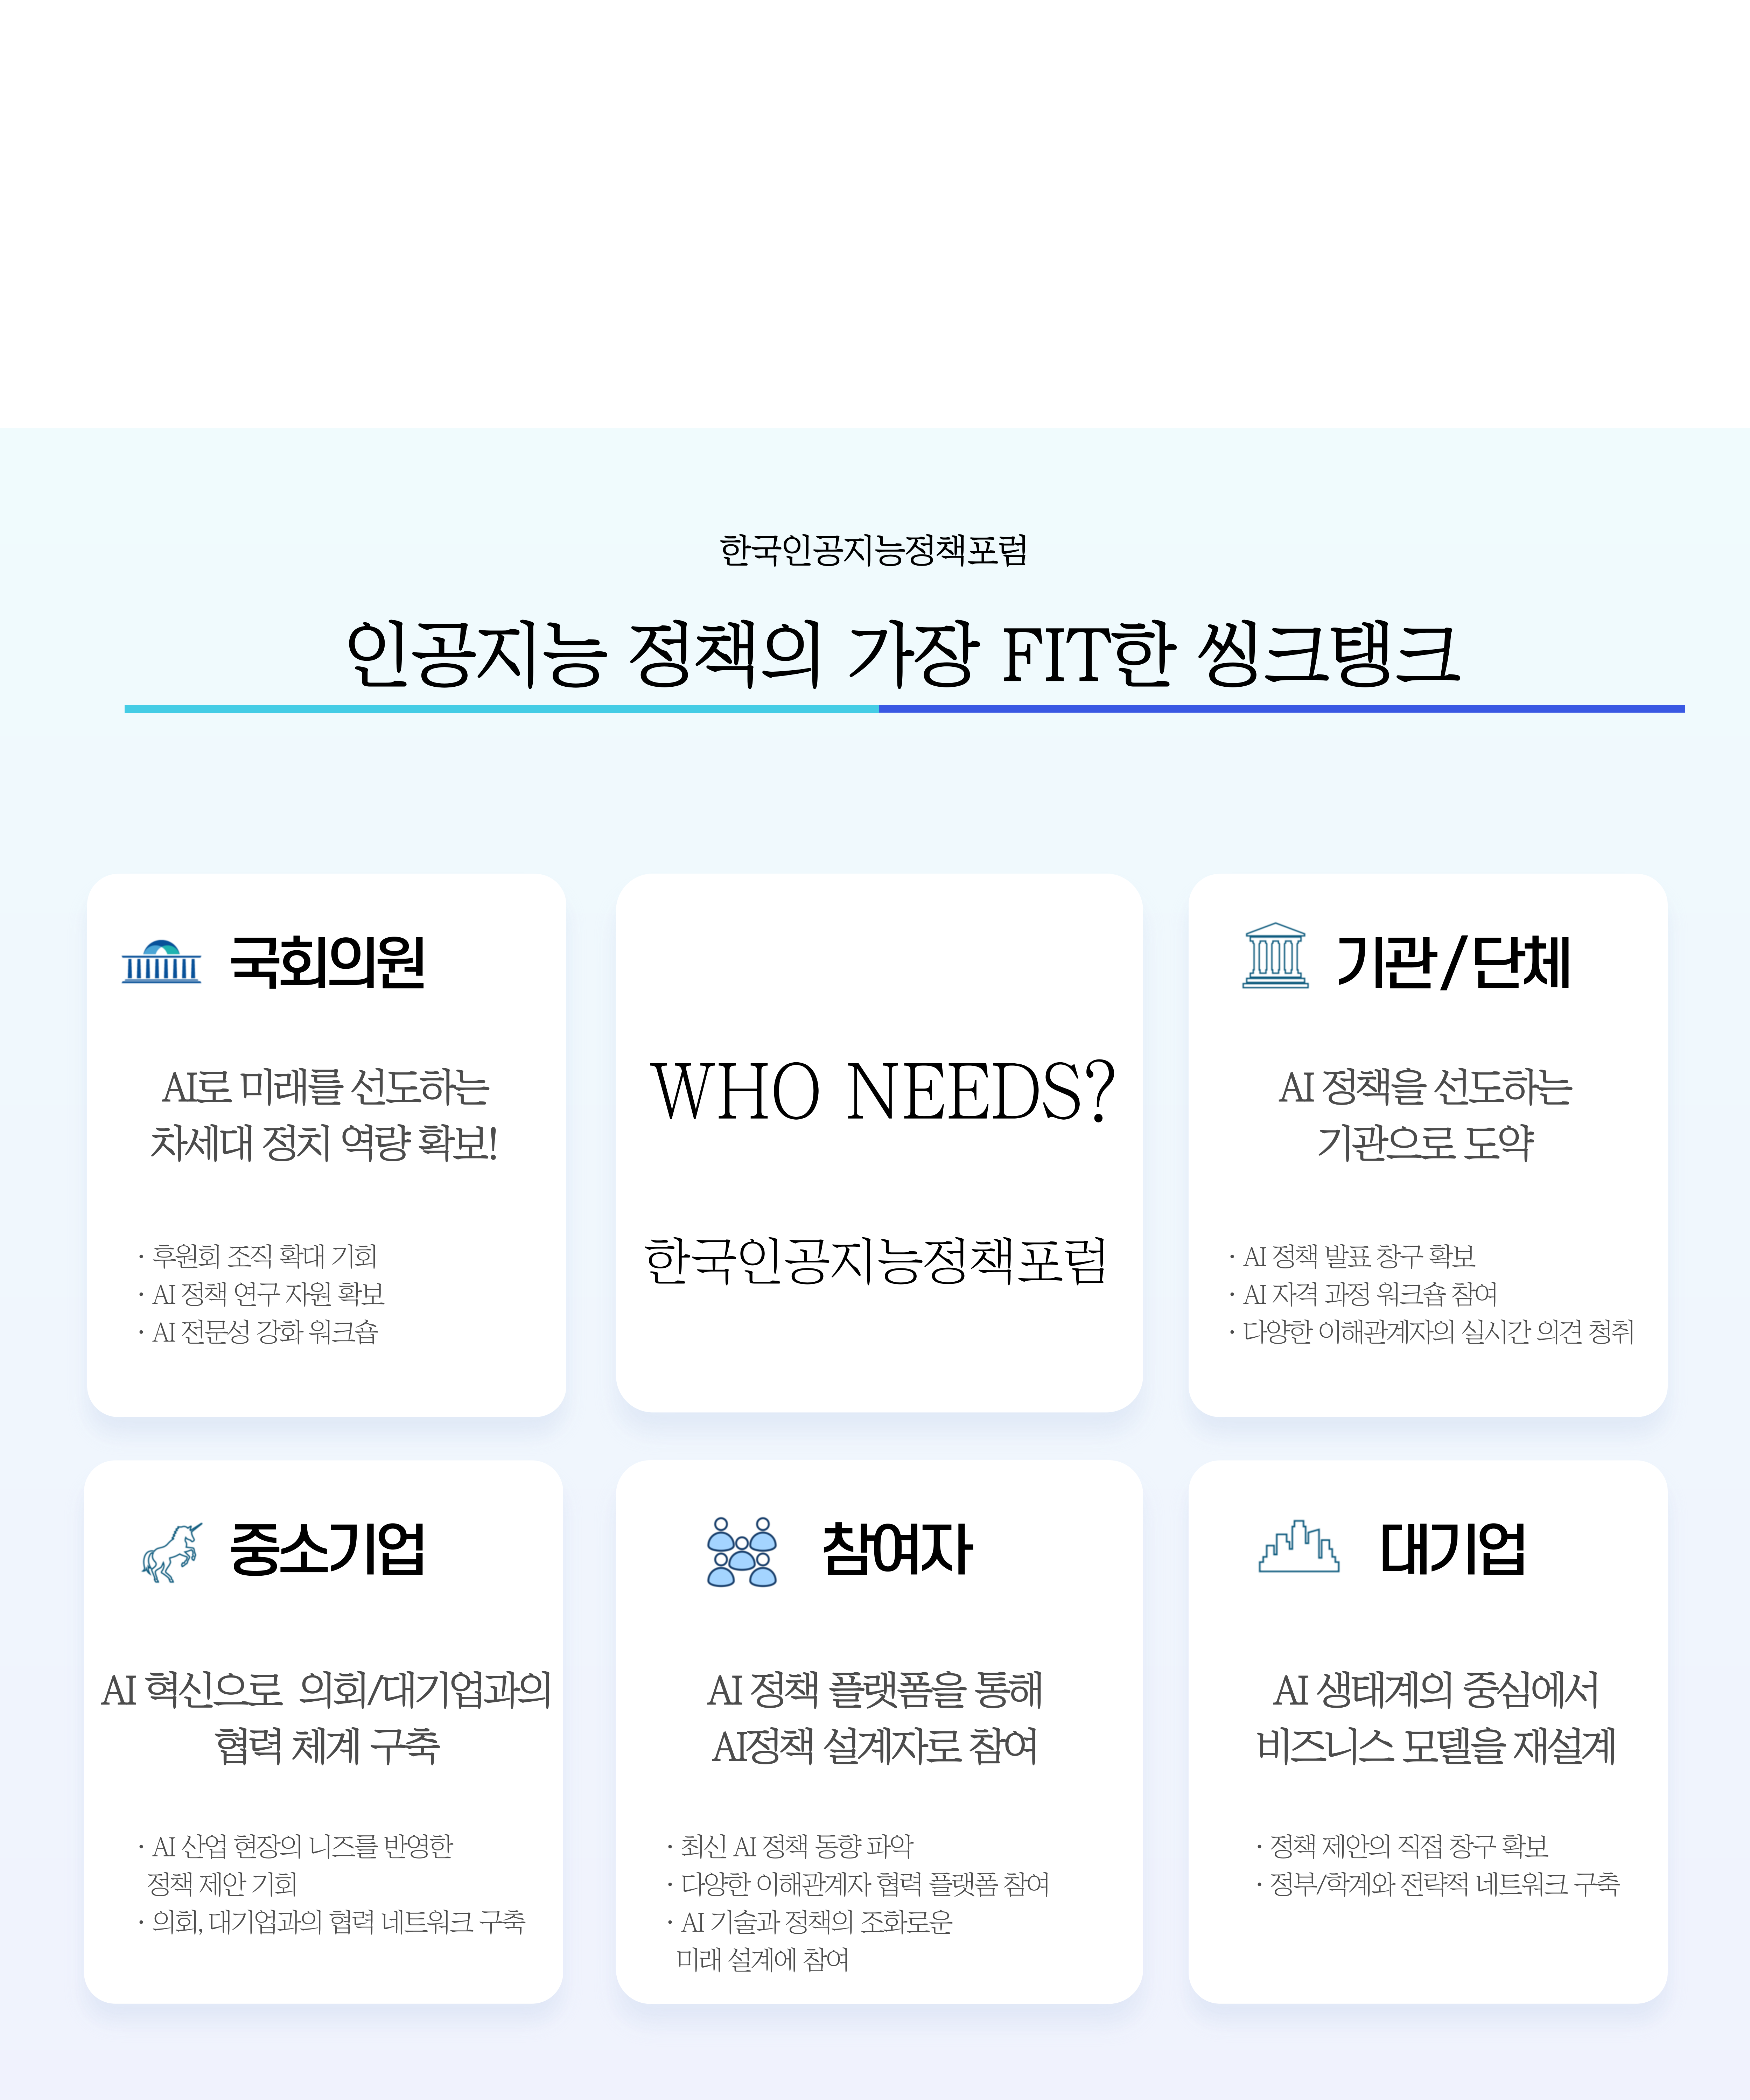 한국인공지능정책포럼
인공지능 정책의 가장 FIT한 씽크탱크
국회의원
AI로 미래를 선도하는
차세대 정치 역량 확보!
· 후원회 조직 확대 기회
· AI 정책 연구 자원 확보
· AI 전문성 강화 워크숍
WHO NEEDS?
한국인공지능정책포럼
기관/단체
AI 정책을 선도하는
기관으로 도약
· AI 정책 발표 창구 확보
· AI 자격 과정 워크숍 참여
· 다양한 이해관계자의 실시간 의견 청취
중소기업
AI 혁신으로 의회/대기업과의
협력 체계 구축
· AI 산업 현장의 니즈를 반영한
정책 제안 기회
· 의회, 대기업과의 협력 네트워크 구축
참여자
AI 정책 플랫폼을 통해
AI정책 설계자로 참여
· 최신 AI 정책 동향 파악
· 다양한 이해관계자 협력 플랫폼 참여
· AI 기술과 정책의 조화로운
미래 설계에 참여
대기업
AI 생태계의 중심에서
비즈니스 모델을 재설계
· 정책 제안의 직접 창구 확보
· 정부/학계와 전략적 네트워크 구축